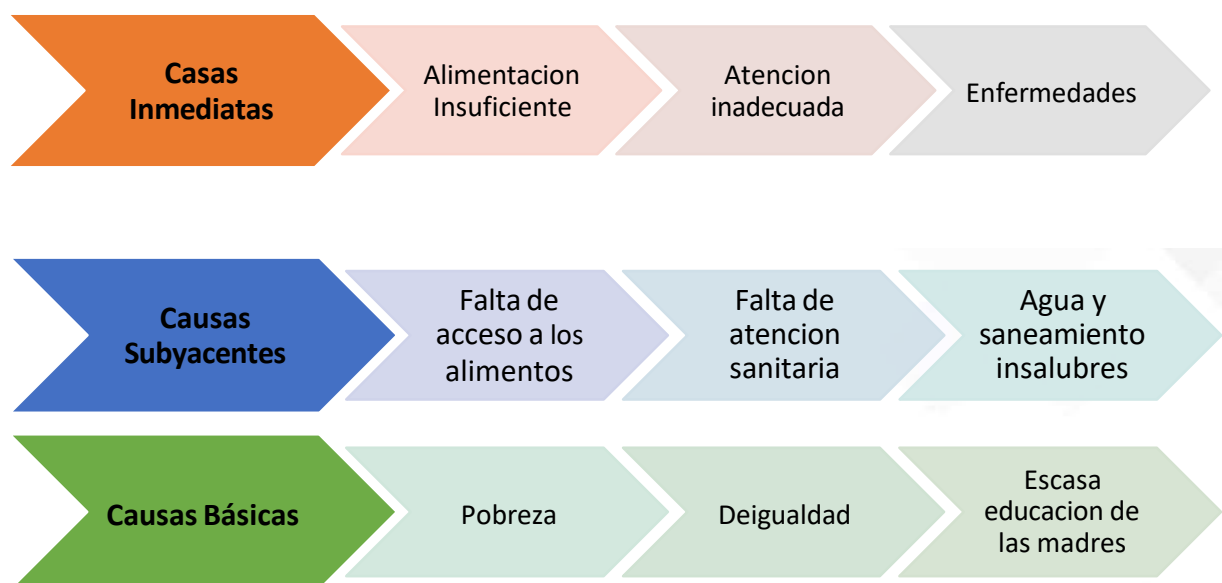 Casas
Inmediatas
Alimentacion
Insuficiente
Atencion
inadecuada
Enfermedades
Causas
Subyacentes
Falta de
acceso a los
alimentos
Falta de
atencion
sanitaria
Agua y
saneamiento
insalubres
Causas Básicas
Pobreza
Deigualdad
Escasa
educacion de
las madres